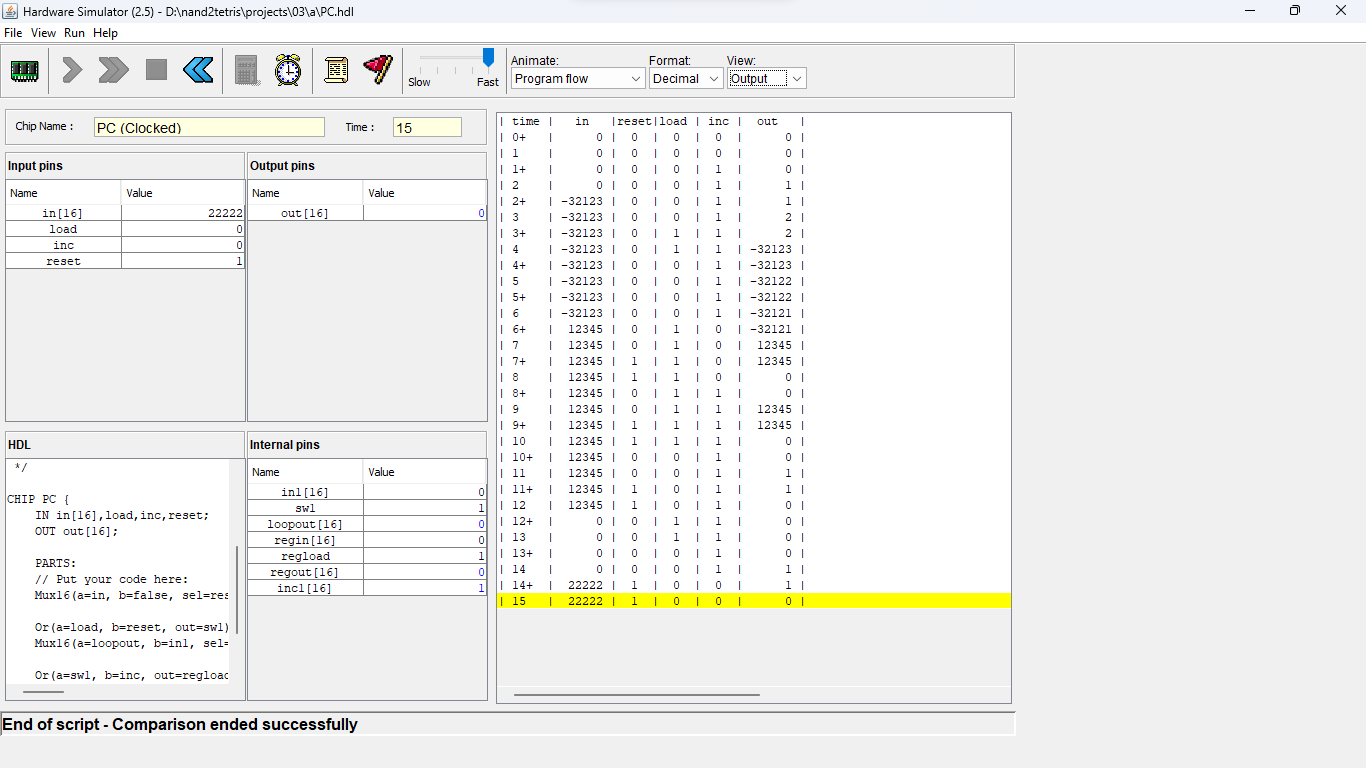 Hardware Simulator (2.5) - D:\nand2tetris\projects\03\a\PC.hdl
File View Run Help
Slow Fast
Animate: Format: View:
Program flow Decimal Output
Chip Name : PC (Clocked) Time : 15
Input pins
Name Value
in[16] 22222
load 0
inc 0
reset 1
Output pins
Name Value
out[16] 0
HDL
*/
CHIP PC {
IN in[16],load,inc,reset;
OUT out[16];
PARTS:
// Put your code here:
Mux16(a=in, b=false, sel=res
Or(a=load, b=reset, out=sw1)
Mux16(a=loopout, b=in1, sel=
Or(a=sw1, b=inc, out=regload
Internal pins
Name Value
in1[16] 0
sw1 1
loopout[16] 0
regin[16] 0
regload 1
regout[16] 0
inc1[16] 1
| time | in |reset|load | inc | out |
| 0+ | 0 | 0 | 0 | 0 | 0 |
| 1 | 0 | 0 | 0 | 0 | 0 |
| 1+ | 0 | 0 | 0 | 1 | 0 |
| 2 | 0 | 0 | 0 | 1 | 1 |
| 2+ | -32123 | 0 | 0 | 1 | 1 |
| 3 | -32123 | 0 | 0 | 1 | 2 |
| 3+ | -32123 | 0 | 1 | 1 | 2 |
| 4 | -32123 | 0 | 1 | 1 | -32123 |
| 4+ | -32123 | 0 | 0 | 1 | -32123 |
| 5 | -32123 | 0 | 0 | 1 | -32122 |
| 5+ | -32123 | 0 | 0 | 1 | -32122 |
| 6 | -32123 | 0 | 0 | 1 | -32121 |
| 6+ | 12345 | 0 | 1 | 0 | -32121 |
| 7 | 12345 | 0 | 1 | 0 | 12345 |
| 7+ | 12345 | 1 | 1 | 0 | 12345 |
| 8 | 12345 | 1 | 1 | 0 | 0 |
| 8+ | 12345 | 0 | 1 | 1 | 0 |
| 9 | 12345 | 0 | 1 | 1 | 12345 |
| 9+ | 12345 | 1 | 1 | 1 | 12345 |
| 10 | 12345 | 1 | 1 | 1 | 0 |
| 10+ | 12345 | 0 | 0 | 1 | 0 |
| 11 | 12345 | 0 | 0 | 1 | 1 |
| 11+ | 12345 | 1 | 0 | 1 | 1 |
| 12 | 12345 | 1 | 0 | 1 | 0 |
| 12+ | 0 | 0 | 1 | 1 | 0 |
| 13 | 0 | 0 | 1 | 1 | 0 |
| 13+ | 0 | 0 | 0 | 1 | 0 |
| 14 | 0 | 0 | 0 | 1 | 1 |
| 14+ | 22222 | 1 | 0 | 0 | 1 |
| 15 | 22222 | 1 | 0 | 0 | 0 |
End of script - Comparison ended successfully